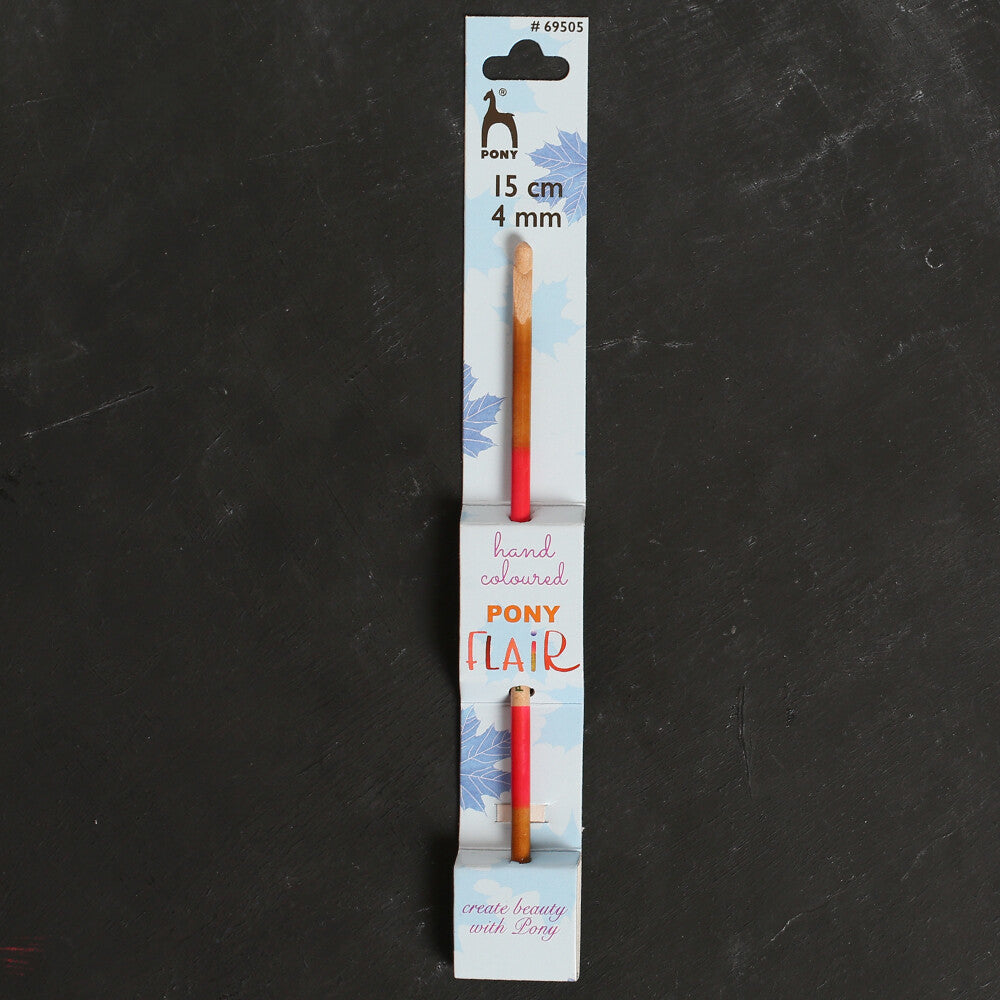 # 69505
®
PONY
15 cm
4 mm
hand
coloured
PONY
FLAiR
create beauty
with Pony